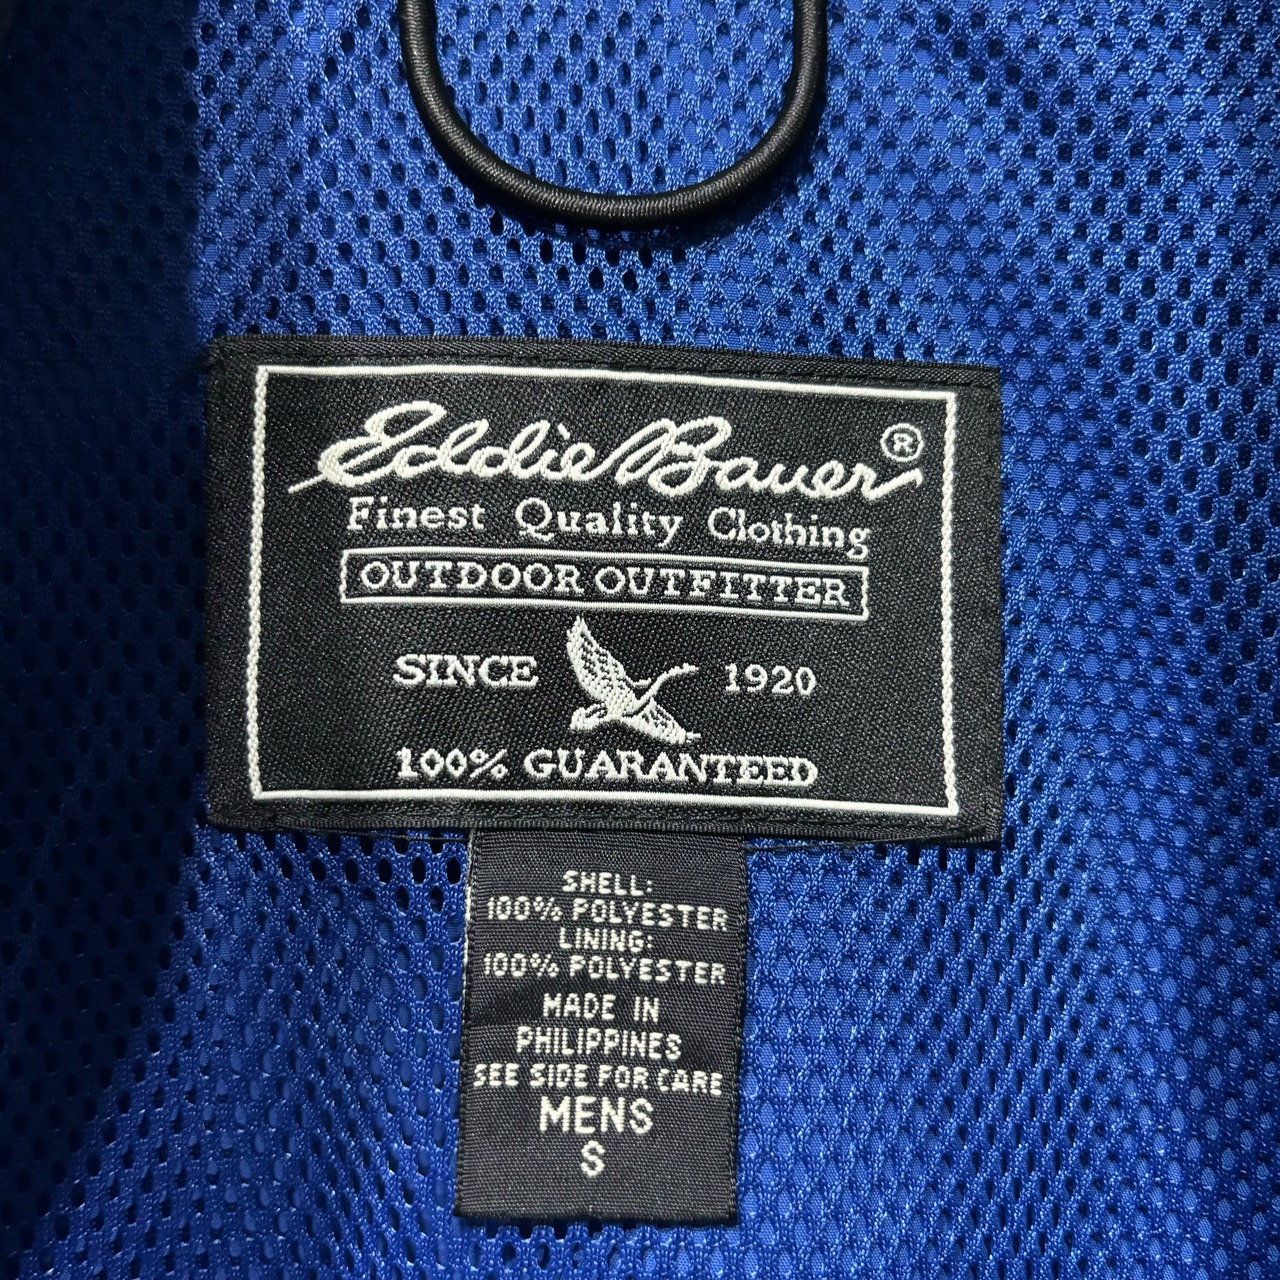 Eddie Bauer®
Finest Quality Clothing
OUTDOOR OUTFITTER
SINCE 1920
100% GUARANTEED
SHELL:
100% POLYESTER
LINING:
100% POLYESTER
MADE IN
PHILIPPINES
SEE SIDE FOR CARE
MENS
S